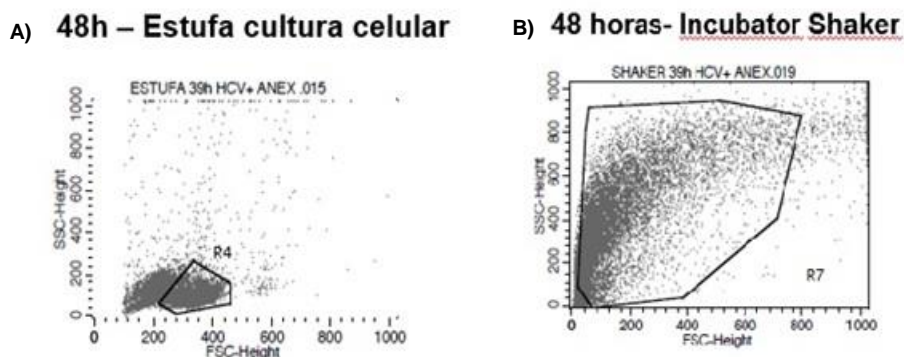 A) 48h – Estufa cultura celular
ESTUFA 39h HCV+ ANEX .015
SSC-Height
1000
800
600
400
200
0
R4
0 200 400 600 800 1000
FSC-Height
B) 48 horas- Incubator Shaker
SHAKER 39h HCV+ ANEX.019
SSC-Height
1000
800
600
400
200
0
R7
0 200 400 600 800 1000
FSC-Height